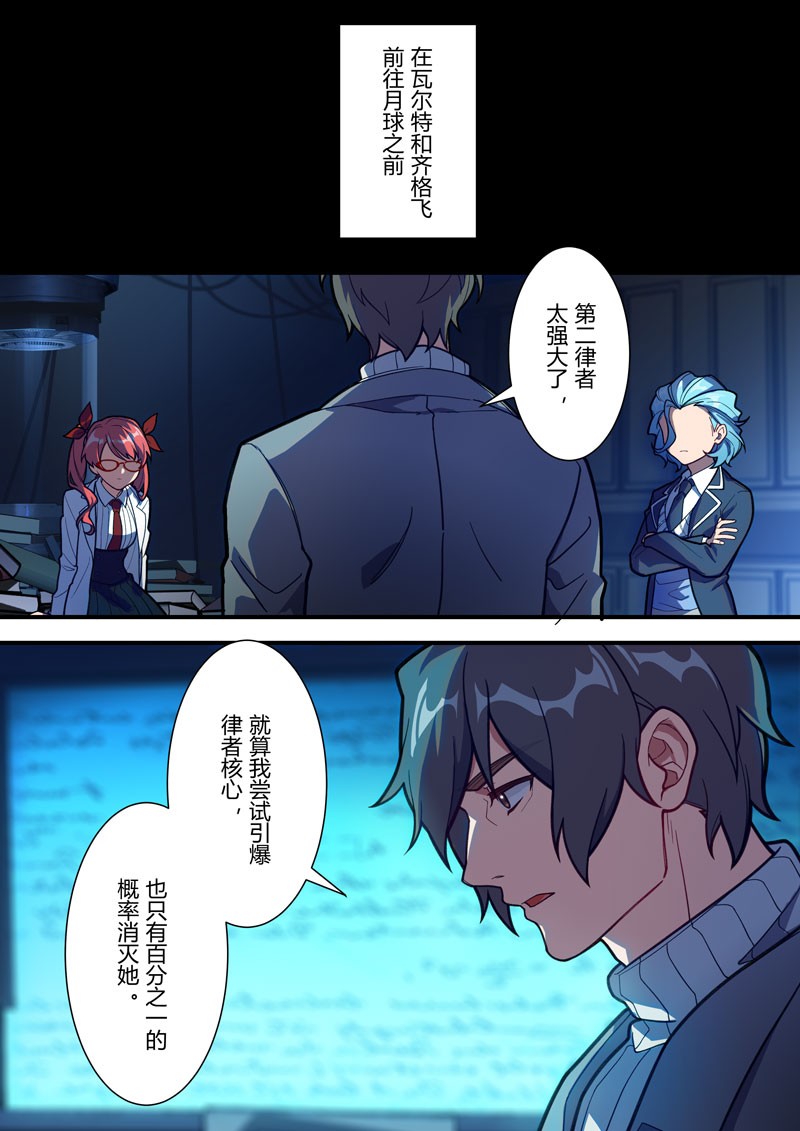 在瓦尔特和齐格飞
前往月球之前
第二律者
太强大了，
就算我尝试引爆
律者核心，
也只有百分之一的
概率消灭她。